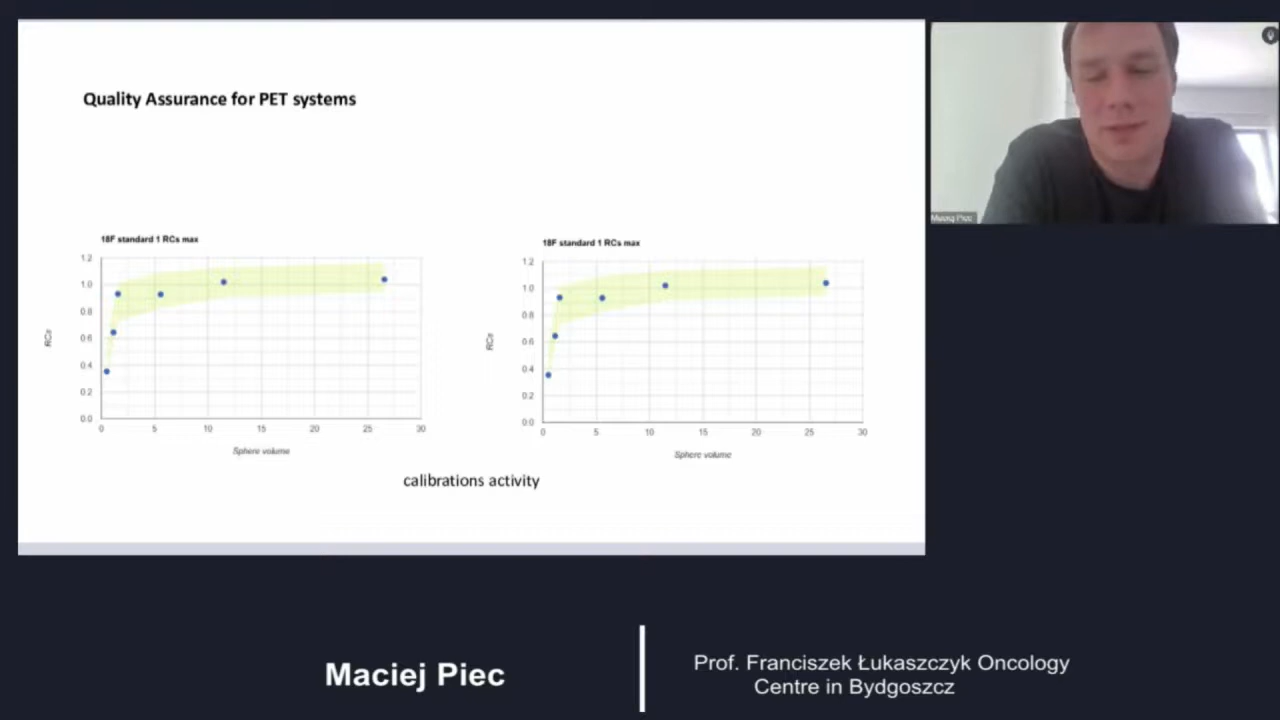 Quality Assurance for PET systems
18F standard 1 RCs max
1.2
1.0
0.8
0.6
0.4
0.2
0.0
RCs
0 5 10 15 20 25 30
Sphere volume
18F standard 1 RCs max
1.2
1.0
0.8
0.6
0.4
0.2
0.0
RCs
0 5 10 15 20 25 30
Sphere volume
calibrations activity
Maciej Piec
Maciej Piec
Prof. Franciszek Łukaszczyk Oncology
Centre in Bydgoszcz